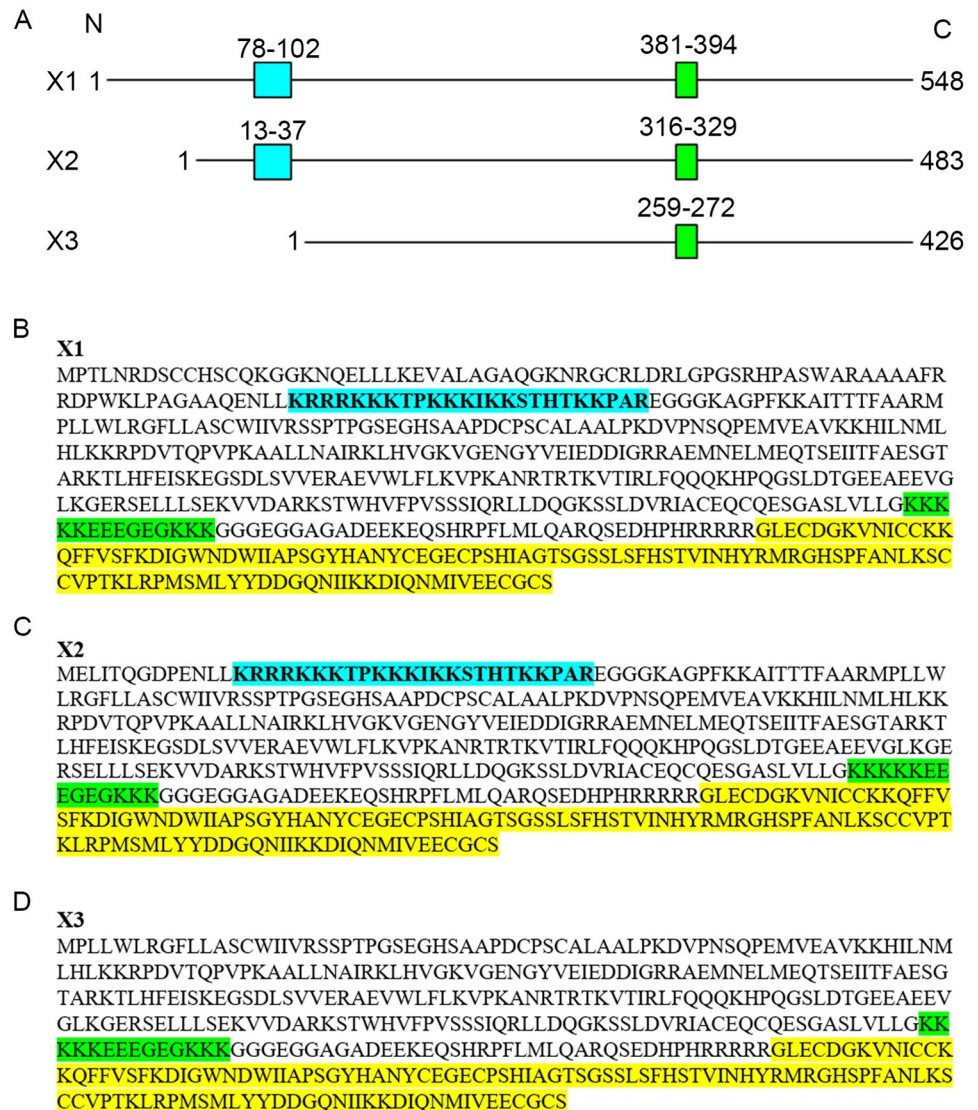 A
N
C
78-102
381-394
X1 1
548
13-37
316-329
X2
1
483
259-272
X3
1
426
B
X1
MPTLNRDSCCHSCQKGGKNQELLLKEVALAGAQGKNRGCRLDRLGPGSRHPASWARAAAAFR
RDPWKLPAGAAQENLLKRRRKKKTPKKKIKKSTHTKKPAREGGGKAGPFKKAITTTFAARM
PLLWLRGFLLASCWIIVRSSPTPGSEGHSAAPDCPSCALAALPKDVPNSQPEMVEAVKKHILNML
HLKKRPDVTQPVPKAALLNAIRKLHVGKVGENGYVEIEDDIGRRAEMNELMEQTSEIITFAESGT
ARKTLHFEISKEGSDLSVVERAEVWLFLKVPKANRTRTKVTIRLFQQQKHPQGSLDTGEEAEEVG
LKGERSELLLSEKVVDARKSTWHVFPVSSSIQRLLDQGKSSLDVRIACEQCQESGASLVLLGKKK
KKEEEGEGKKKGGGEGGAGADEEKEQSHRPFLMLQARQSEDHPHRRRRRGLECDGKVNICCKK
QFFVSFKDIGWNDWIIAPSGYHANYCEGECPSHIAGTSGSSLSFHSTVINHYRMRGHSPFANLKSC
CVPTKLRPMSMLYYDDGQNIIKKDIQNMIVEECGCS
C
X2
MELITQGDPENLLKRRRKKKTPKKKIKKSTHTKKPAREGGGKAGPFKKAITTTFAARMPLLW
LRGFLLASCWIIVRSSPTPGSEGHSAAPDCPSCALAALPKDVPNSQPEMVEAVKKHILNMLHLKK
RPDVTQPVPKAALLNAIRKLHVGKVGENGYVEIEDDIGRRAEMNELMEQTSEIITFAESGTARKT
LHFEISKEGSDLSVVERAEVWLFLKVPKANRTRTKVTIRLFQQQKHPQGSLDTGEEAEEVGLKGE
RSELLLSEKVVDARKSTWHVFPVSSSIQRLLDQGKSSLDVRIACEQCQESGASLVLLGKKKKKEE
EGEGKKKGGGEGGAGADEEKEQSHRPFLMLQARQSEDHPHRRRRRGLECDGKVNICCKKQFFV
SFKDIGWNDWIIAPSGYHANYCEGECPSHIAGTSGSSLSFHSTVINHYRMRGHSPFANLKSCCVPT
KLRPMSMLYYDDGQNIIKKDIQNMIVEECGCS
D
X3
MPLLWLRGFLLASCWIIVRSSPTPGSEGHSAAPDCPSCALAALPKDVPNSQPEMVEAVKKHILNM
LHLKKRPDVTQPVPKAALLNAIRKLHVGKVGENGYVEIEDDIGRRAEMNELMEQTSEIITFAESG
TARKTLHFEISKEGSDLSVVERAEVWLFLKVPKANRTRTKVTIRLFQQQKHPQGSLDTGEEAEEV
GLKGERSELLLSEKVVDARKSTWHVFPVSSSIQRLLDQGKSSLDVRIACEQCQESGASLVLLGKK
KKKEEEGEGKKKGGGEGGAGADEEKEQSHRPFLMLQARQSEDHPHRRRRRGLECDGKVNICCK
KQFFVSFKDIGWNDWIIAPSGYHANYCEGECPSHIAGTSGSSLSFHSTVINHYRMRGHSPFANLKS
CCVPTKLRPMSMLYYDDGQNIIKKDIQNMIVEECGCS